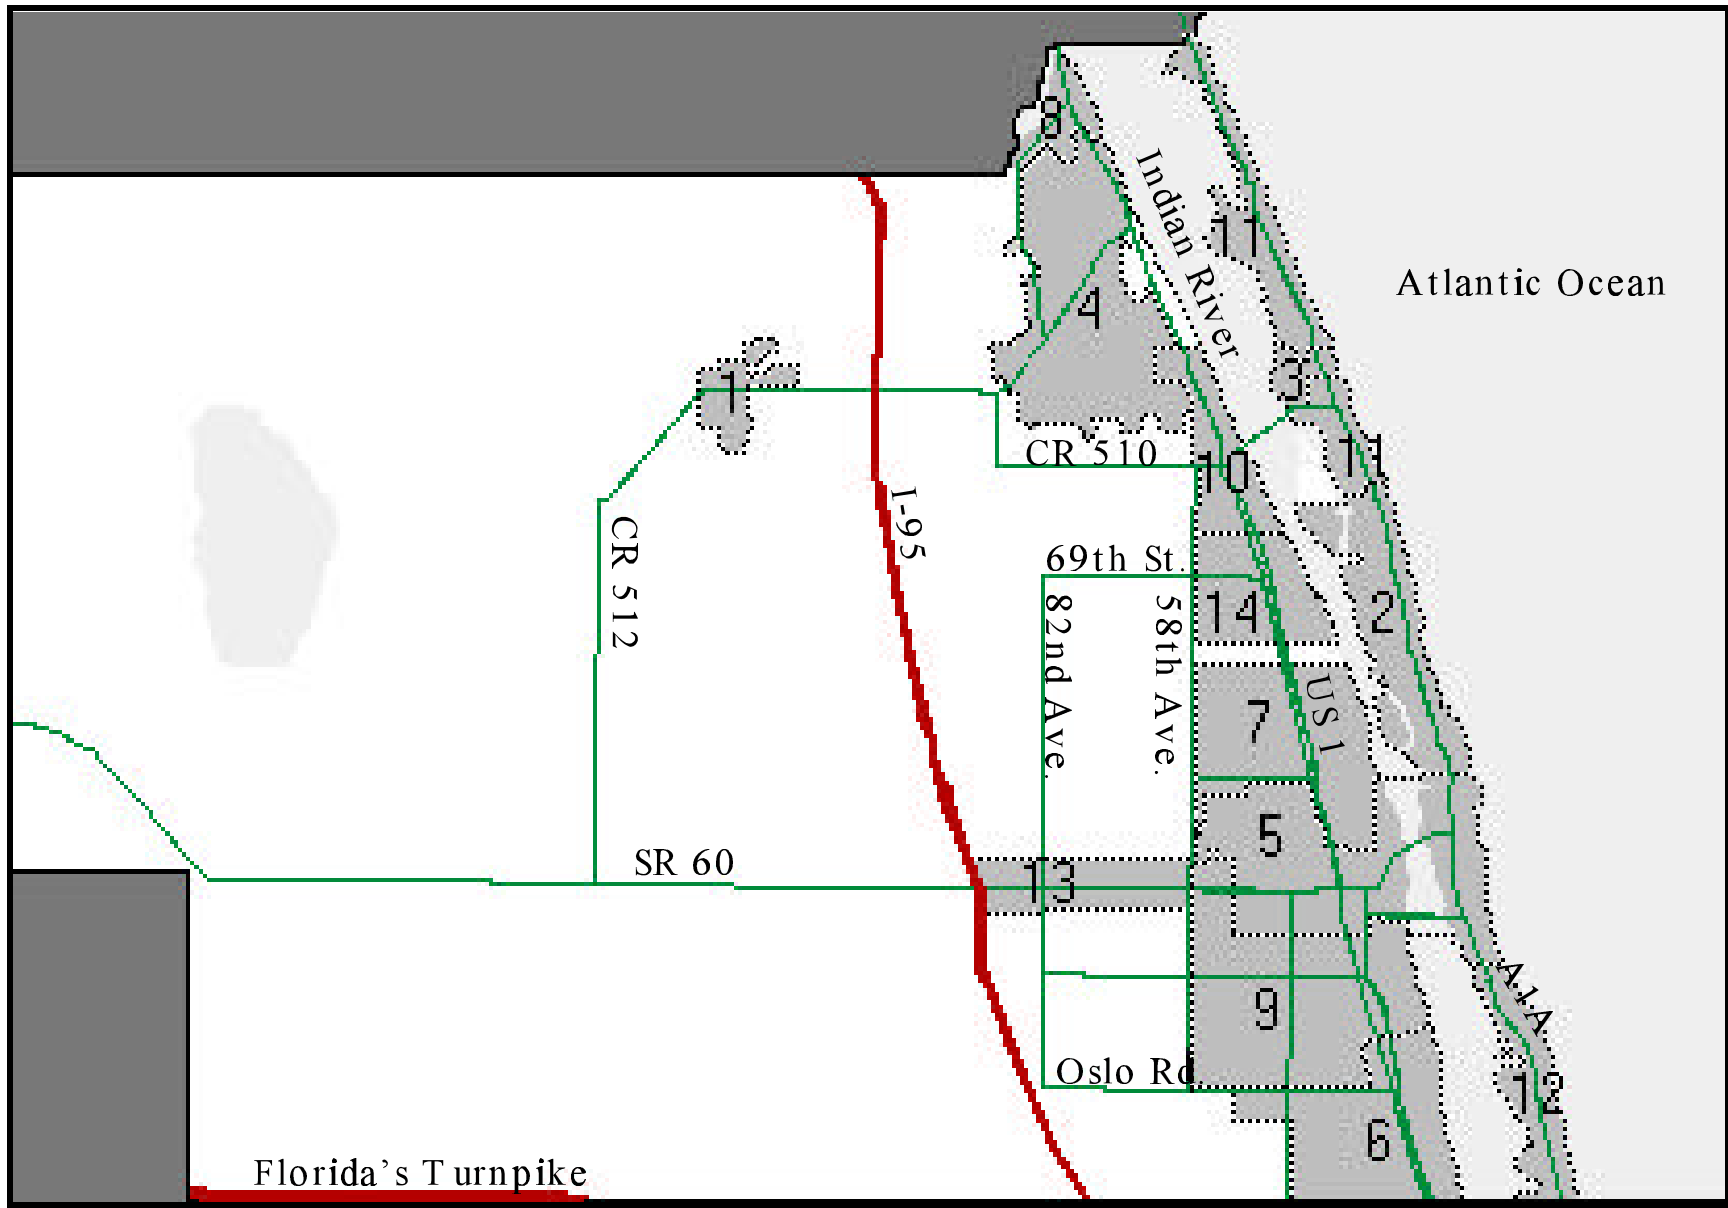 8
Indian River
11
Atlantic Ocean
4
3
1
CR 510
10
11
I-95
CR 512
69th St.
14
82nd Ave.
58th Ave.
2
US 1
7
5
SR 60
13
A1A
9
Oslo Rd.
12
6
Florida’s Turnpike